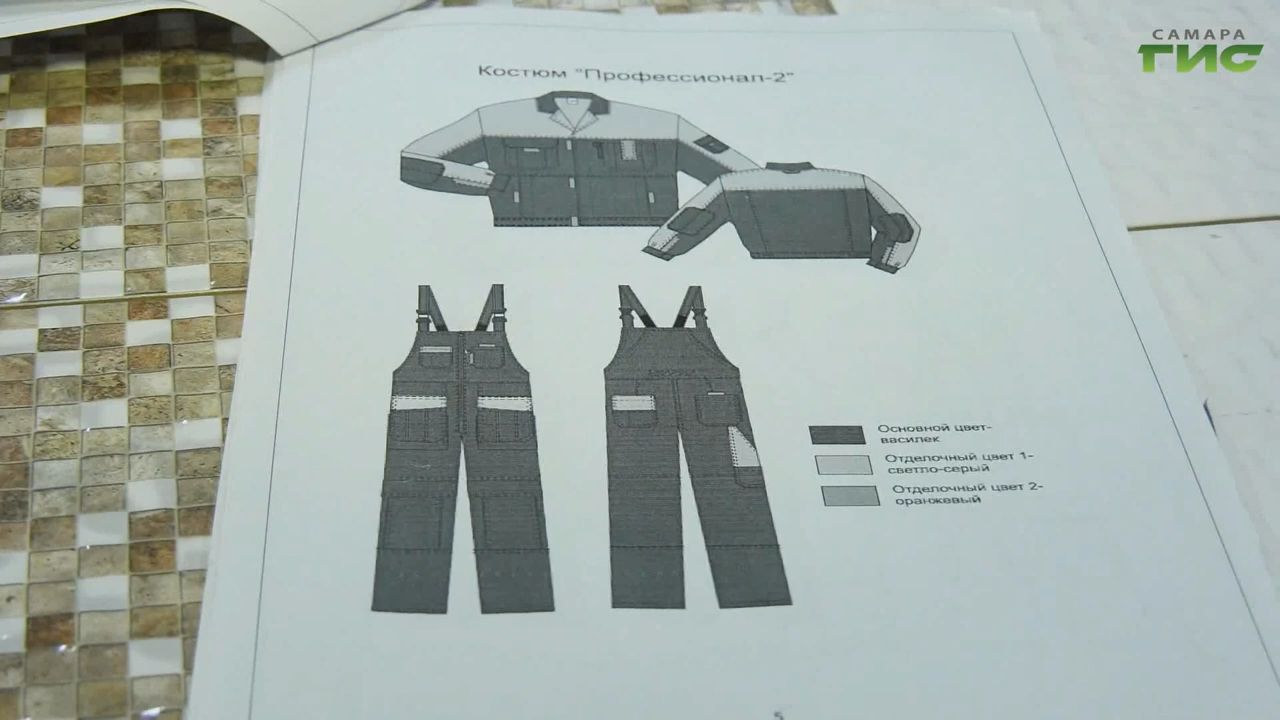 САМАРА
ГИС
Костюм "Профессионал-2"
Основной цвет-
василек
Отделочный цвет 1-
светло-серый
Отделочный цвет 2-
оранжевый
5